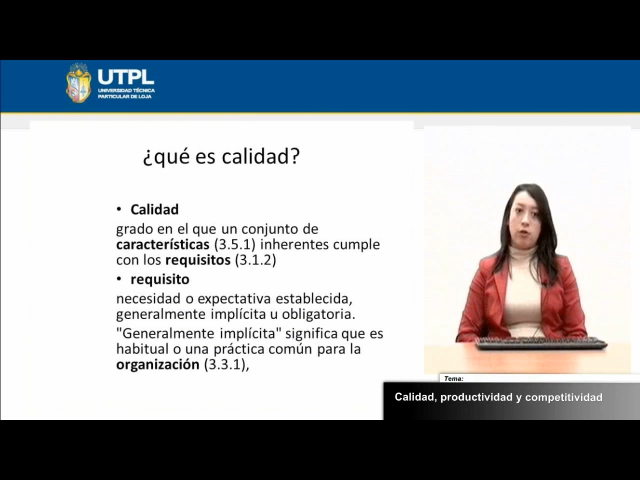 UTPL
UNIVERSIDAD TÉCNICA
PARTICULAR DE LOJA
¿qué es calidad?
• Calidad
grado en el que un conjunto de
características (3.5.1) inherentes cumple
con los requisitos (3.1.2)
• requisito
necesidad o expectativa establecida,
generalmente implícita u obligatoria.
"Generalmente implícita" significa que es
habitual o una práctica común para la
organización (3.3.1),
Tema:
Calidad, productividad y competitividad